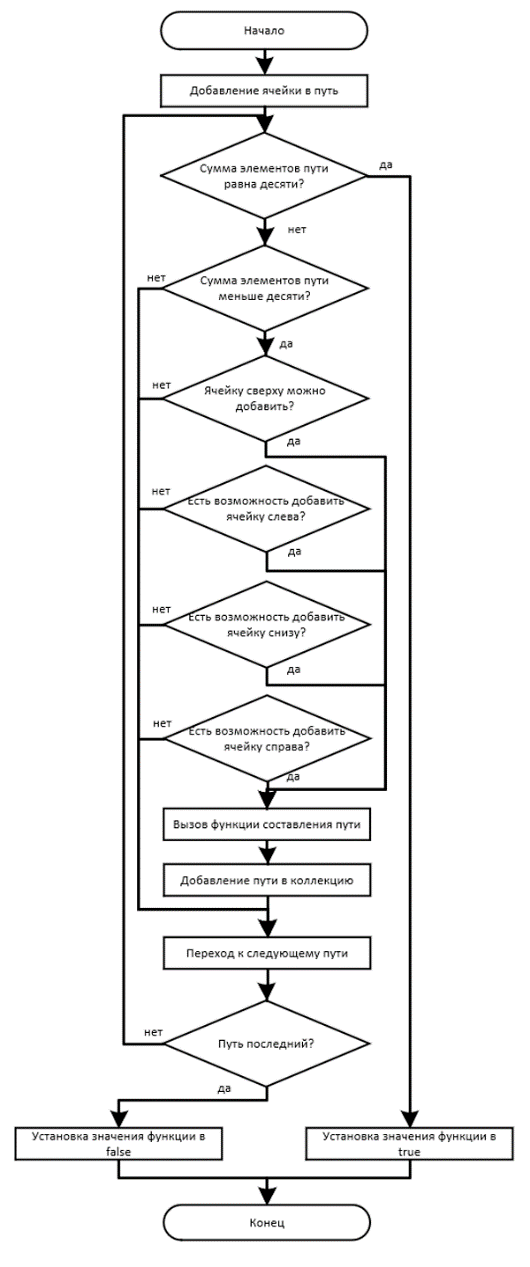 Начало
Добавление ячейки в путь
Сумма элементов пути
равна десяти?
да
нет
Сумма элементов пути
меньше десяти?
нет
да
Ячейку сверху можно
добавить?
нет
да
Есть возможность добавить
ячейку слева?
нет
да
Есть возможность добавить
ячейку снизу?
нет
да
Есть возможность добавить
ячейку справа?
нет
да
Вызов функции составления пути
Добавление пути в коллекцию
Переход к следующему пути
Путь последний?
нет
да
Установка значения функции в
false
Установка значения функции в
true
Конец